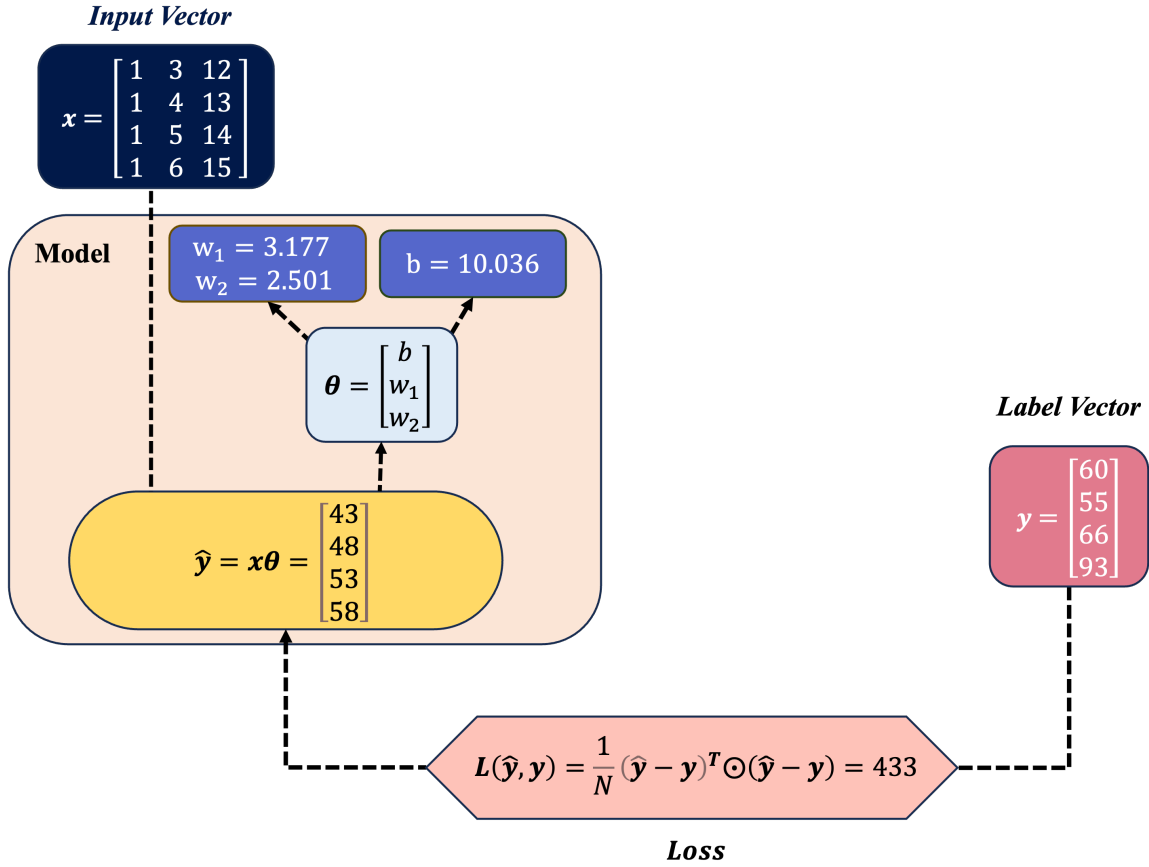 Input Vector
x = [1 3 12
1 4 13
1 5 14
1 6 15]
Model
w₁ = 3.177
w₂ = 2.501
b = 10.036
θ = [b
w₁
w₂]
ŷ = xθ = [43
48
53
58]
Label Vector
y = [60
55
66
93]
L(ŷ, y) = 1/N (ŷ − y)ᵀ⊙(ŷ − y) = 433
Loss